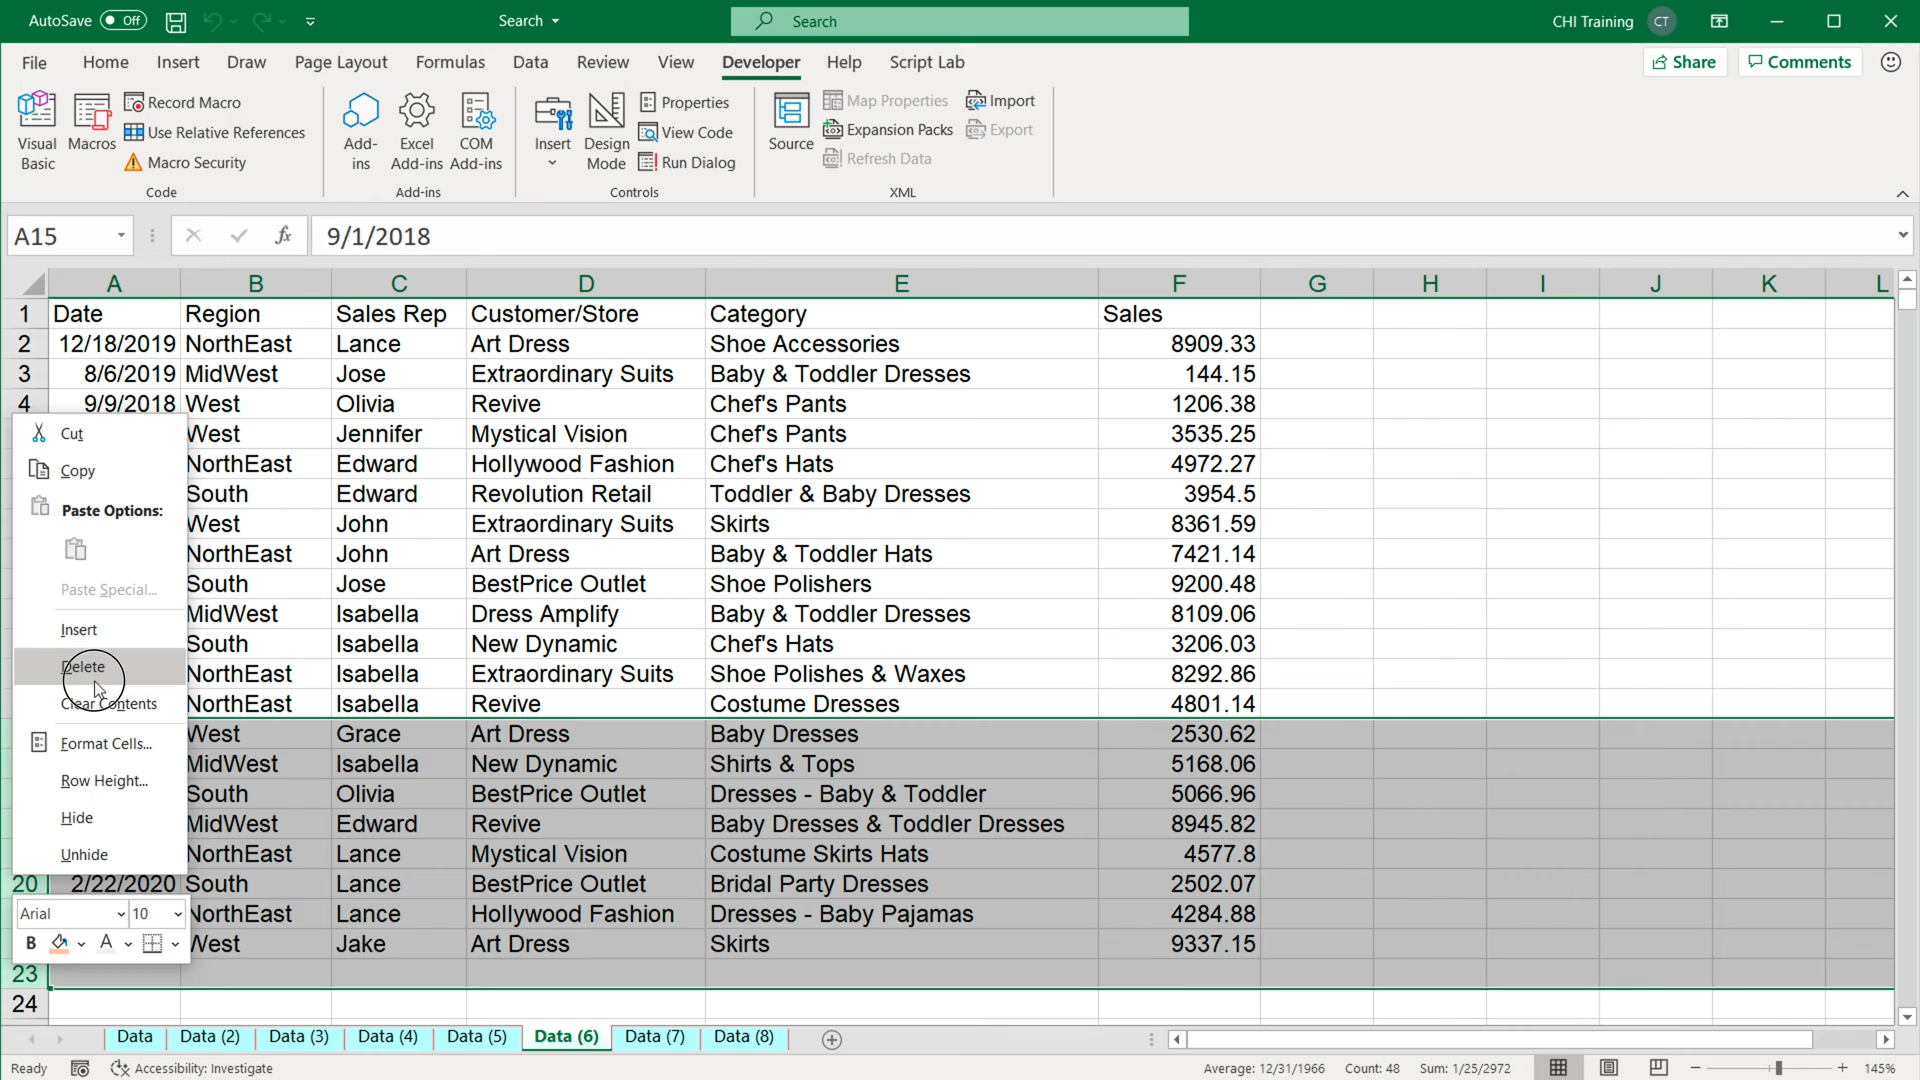 AutoSave Off Search Search CHI Training CT
File Home Insert Draw Page Layout Formulas Data Review View Developer Help Script Lab Share Comments
Visual Basic
Macros
Record Macro
Use Relative References
Macro Security
Code
Add-ins
Excel Add-ins
COM Add-ins
Add-ins
Insert
Design Mode
Properties
View Code
Run Dialog
Controls
Source
Map Properties
Expansion Packs
Refresh Data
Import
Export
XML
A15 fx 9/1/2018
A B C D E F G H I J K L
1 Date Region Sales Rep Customer/Store Category Sales
2 12/18/2019 NorthEast Lance Art Dress Shoe Accessories 8909.33
3 8/6/2019 MidWest Jose Extraordinary Suits Baby & Toddler Dresses 144.15
4 9/9/2018 West Olivia Revive Chef's Pants 1206.38
West Jennifer Mystical Vision Chef's Pants 3535.25
NorthEast Edward Hollywood Fashion Chef's Hats 4972.27
South Edward Revolution Retail Toddler & Baby Dresses 3954.5
West John Extraordinary Suits Skirts 8361.59
NorthEast John Art Dress Baby & Toddler Hats 7421.14
South Jose BestPrice Outlet Shoe Polishers 9200.48
MidWest Isabella Dress Amplify Baby & Toddler Dresses 8109.06
South Isabella New Dynamic Chef's Hats 3206.03
NorthEast Isabella Extraordinary Suits Shoe Polishes & Waxes 8292.86
NorthEast Isabella Revive Costume Dresses 4801.14
West Grace Art Dress Baby Dresses 2530.62
MidWest Isabella New Dynamic Shirts & Tops 5168.06
South Olivia BestPrice Outlet Dresses - Baby & Toddler 5066.96
MidWest Edward Revive Baby Dresses & Toddler Dresses 8945.82
NorthEast Lance Mystical Vision Costume Skirts Hats 4577.8
20 2/22/2020 South Lance BestPrice Outlet Bridal Party Dresses 2502.07
NorthEast Lance Hollywood Fashion Dresses - Baby Pajamas 4284.88
West Jake Art Dress Skirts 9337.15
23
24
Cut
Copy
Paste Options:
Paste Special...
Insert
Delete
Clear Contents
Format Cells...
Row Height...
Hide
Unhide
Arial 10
B A
Data Data (2) Data (3) Data (4) Data (5) Data (6) Data (7) Data (8)
Ready Accessibility: Investigate Average: 12/31/1966 Count: 48 Sum: 1/25/2972 145%